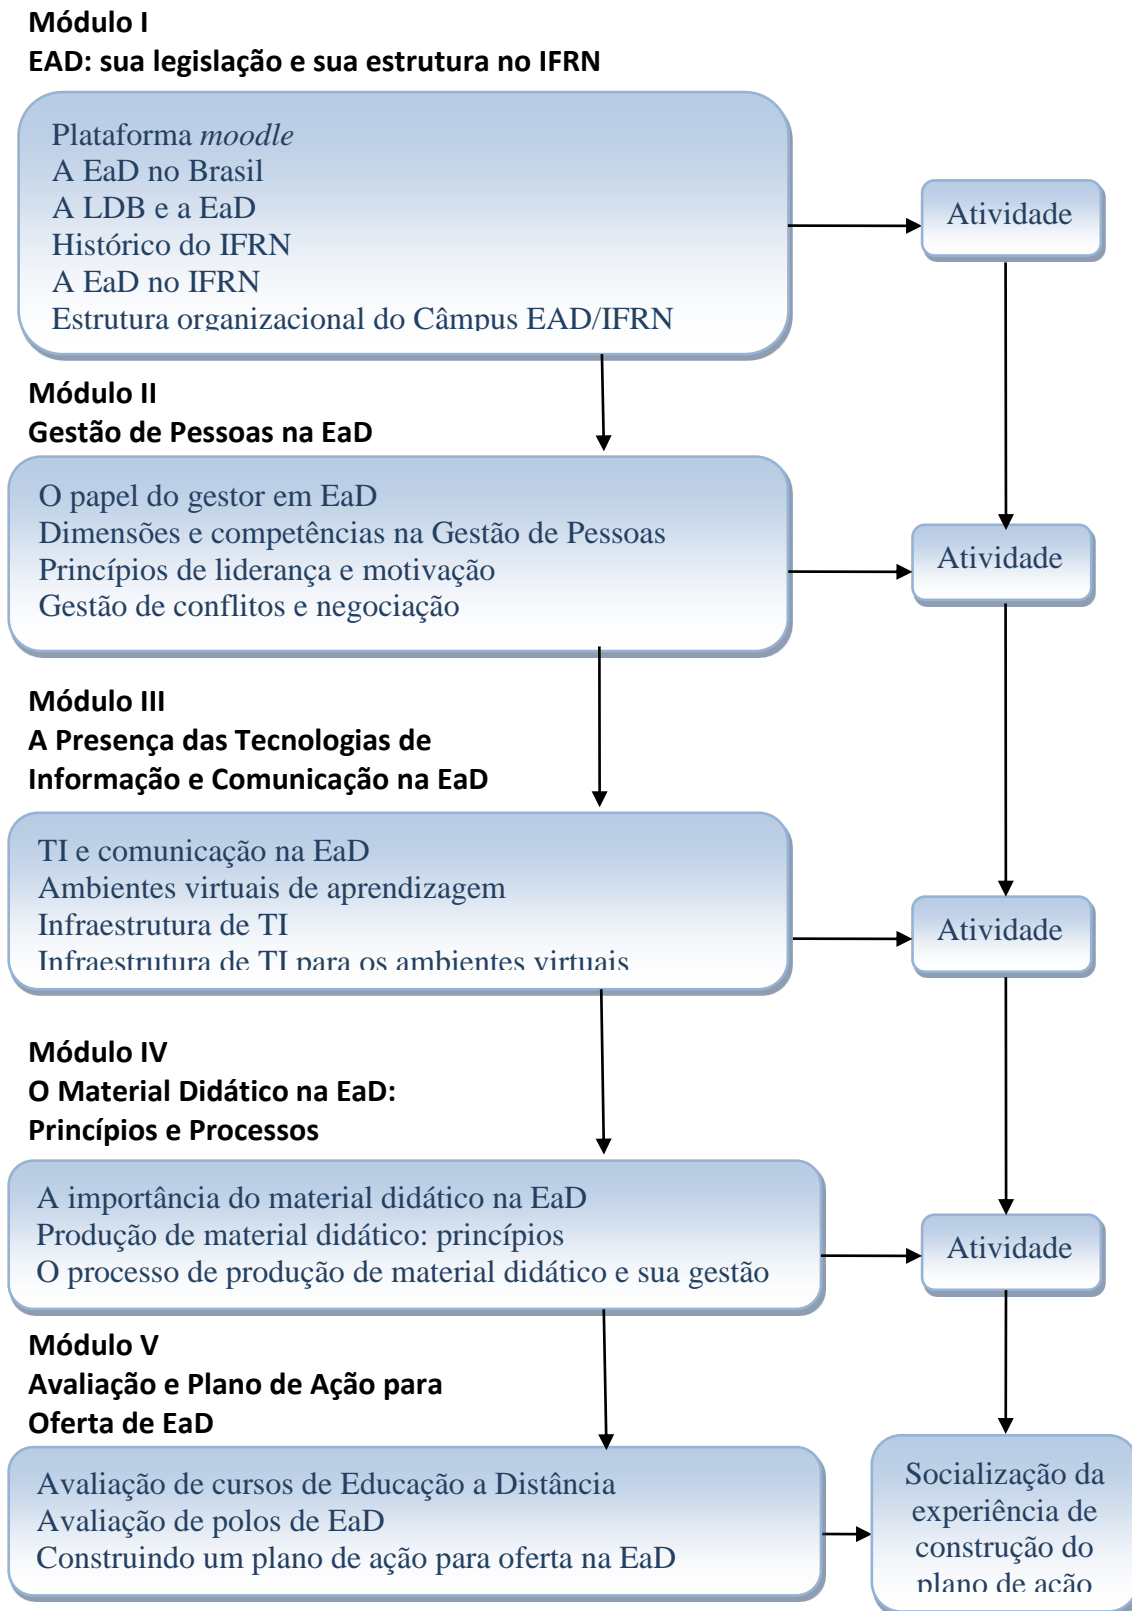 Módulo I
EAD: sua legislação e sua estrutura no IFRN
Plataforma moodle
A EaD no Brasil
A LDB e a EaD
Histórico do IFRN
A EaD no IFRN
Estrutura organizacional do Câmpus EAD/IFRN
Atividade
Módulo II
Gestão de Pessoas na EaD
O papel do gestor em EaD
Dimensões e competências na Gestão de Pessoas
Princípios de liderança e motivação
Gestão de conflitos e negociação
Atividade
Módulo III
A Presença das Tecnologias de
Informação e Comunicação na EaD
TI e comunicação na EaD
Ambientes virtuais de aprendizagem
Infraestrutura de TI
Infraestrutura de TI para os ambientes virtuais
Atividade
Módulo IV
O Material Didático na EaD:
Princípios e Processos
A importância do material didático na EaD
Produção de material didático: princípios
O processo de produção de material didático e sua gestão
Atividade
Módulo V
Avaliação e Plano de Ação para
Oferta de EaD
Avaliação de cursos de Educação a Distância
Avaliação de polos de EaD
Construindo um plano de ação para oferta na EaD
Socialização da
experiência de
construção do
plano de ação